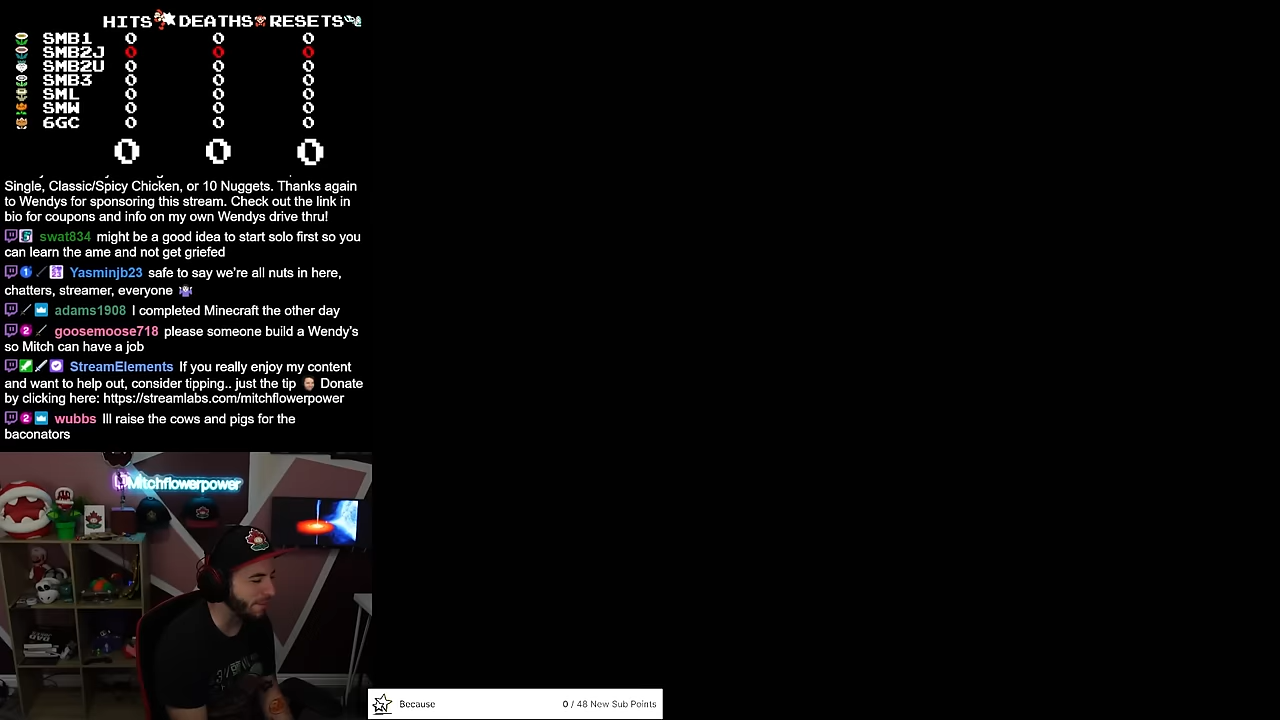 HITS DEATHS RESETS
SMB1 0 0 0
SMB2J 0 0 0
SMB2U 0 0 0
SMB3 0 0 0
SML 0 0 0
SMW 0 0 0
6GC 0 0 0
0 0 0
Single, Classic/Spicy Chicken, or 10 Nuggets. Thanks again
to Wendys for sponsoring this stream. Check out the link in
bio for coupons and info on my own Wendys drive thru!
swat834 might be a good idea to start solo first so you
can learn the ame and not get griefed
1 23 Yasminjb23 safe to say we're all nuts in here,
chatters, streamer, everyone
adams1908 I completed Minecraft the other day
2 goosemoose718 please someone build a Wendy's
so Mitch can have a job
StreamElements If you really enjoy my content
and want to help out, consider tipping.. just the tip Donate
by clicking here: https://streamlabs.com/mitchflowerpower
2 wubbs Ill raise the cows and pigs for the
baconators
Mitchflowerpower
Because 0 / 48 New Sub Points